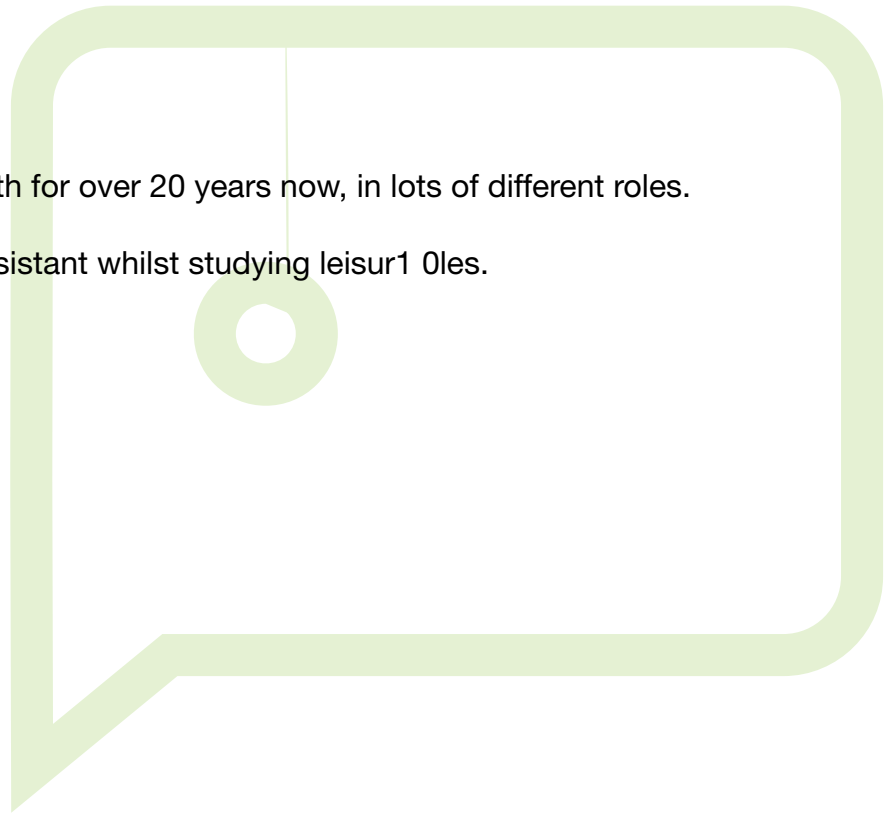 th for over 20 years now, in lots of different roles.
sistant whilst studying leisur1 0les.